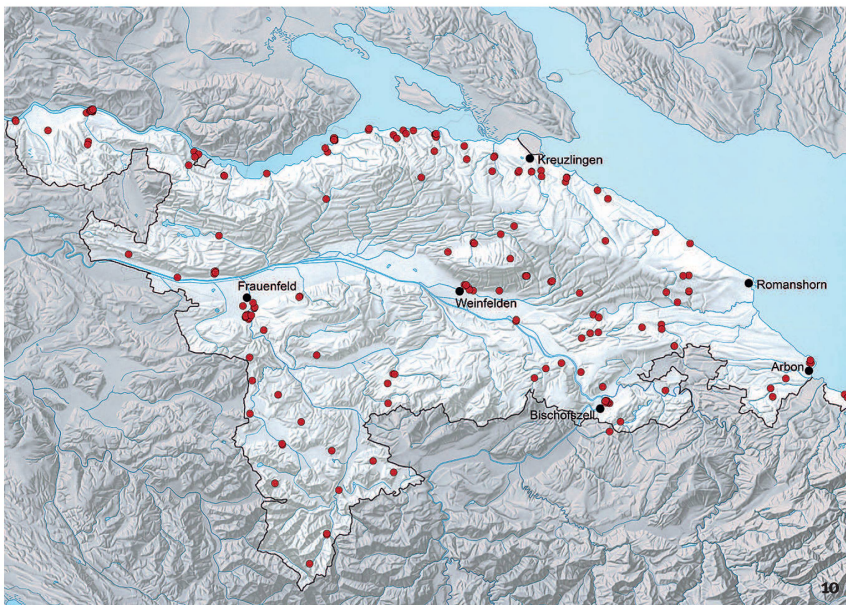 Kreuzlingen
Romanshorn
Frauenfeld
Weinfelden
Arbon
Bischofszell
10